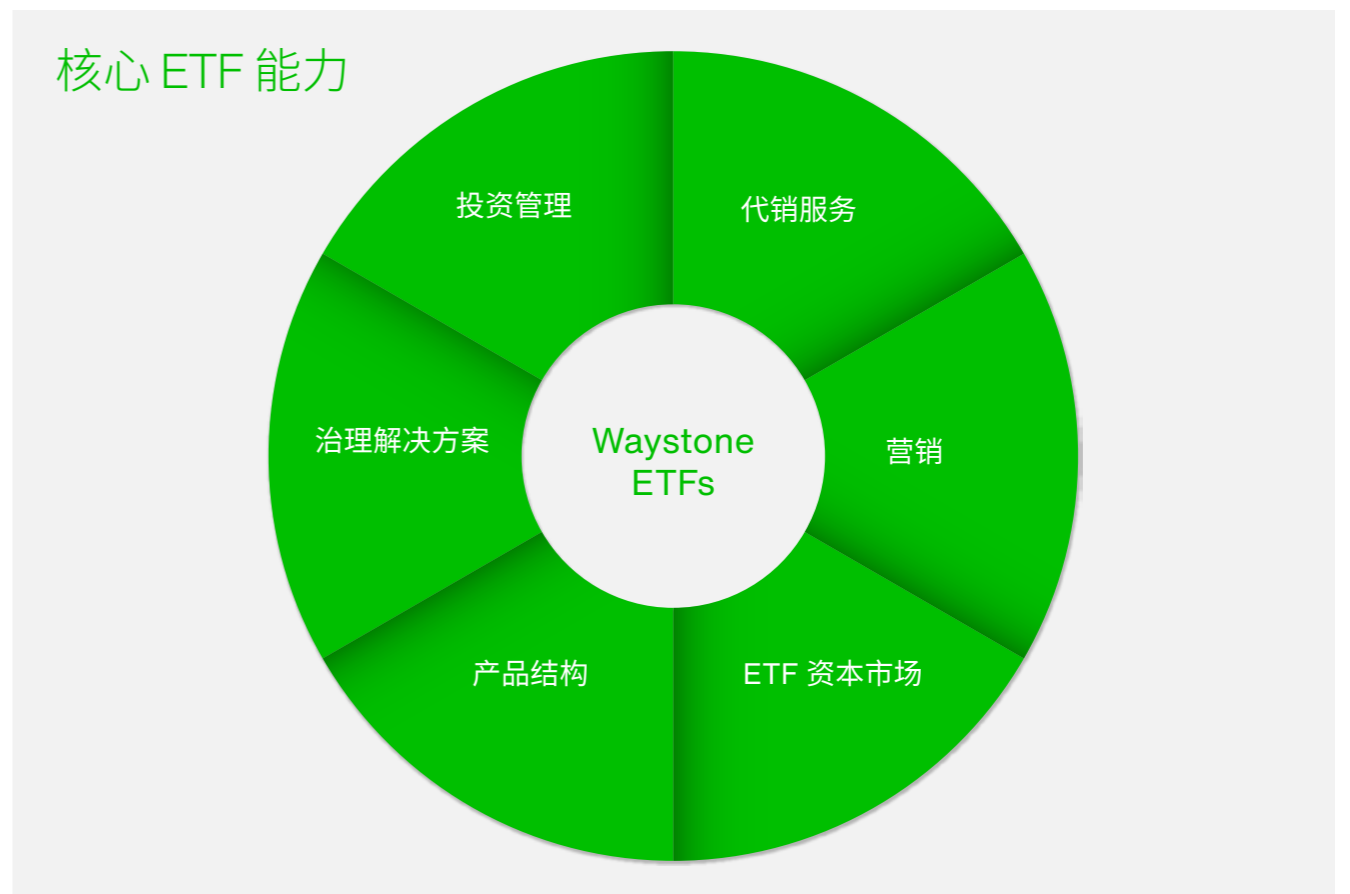 核心 ETF 能力
投资管理
代销服务
治理解决方案
Waystone
ETFs
营销
产品结构
ETF 资本市场